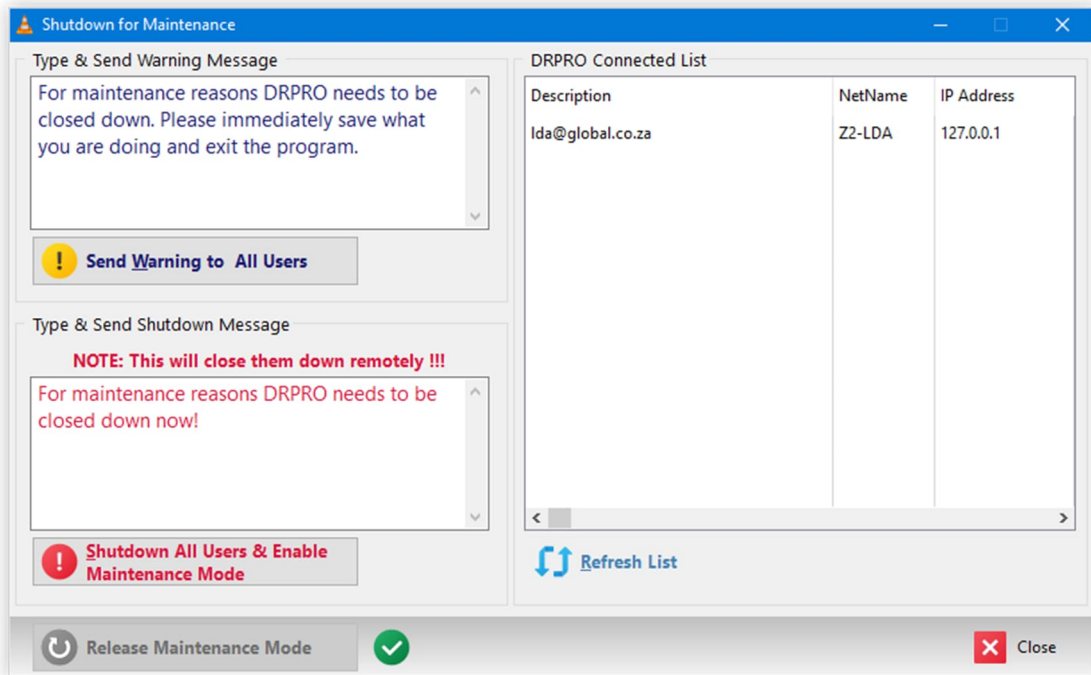 Shutdown for Maintenance
Type & Send Warning Message
For maintenance reasons DRPRO needs to be
closed down. Please immediately save what
you are doing and exit the program.
Send Warning to All Users
Type & Send Shutdown Message
NOTE: This will close them down remotely !!!
For maintenance reasons DRPRO needs to be
closed down now!
Shutdown All Users & Enable
Maintenance Mode
DRPRO Connected List
Description NetName IP Address
lda@global.co.za Z2-LDA 127.0.0.1
Refresh List
Release Maintenance Mode
Close